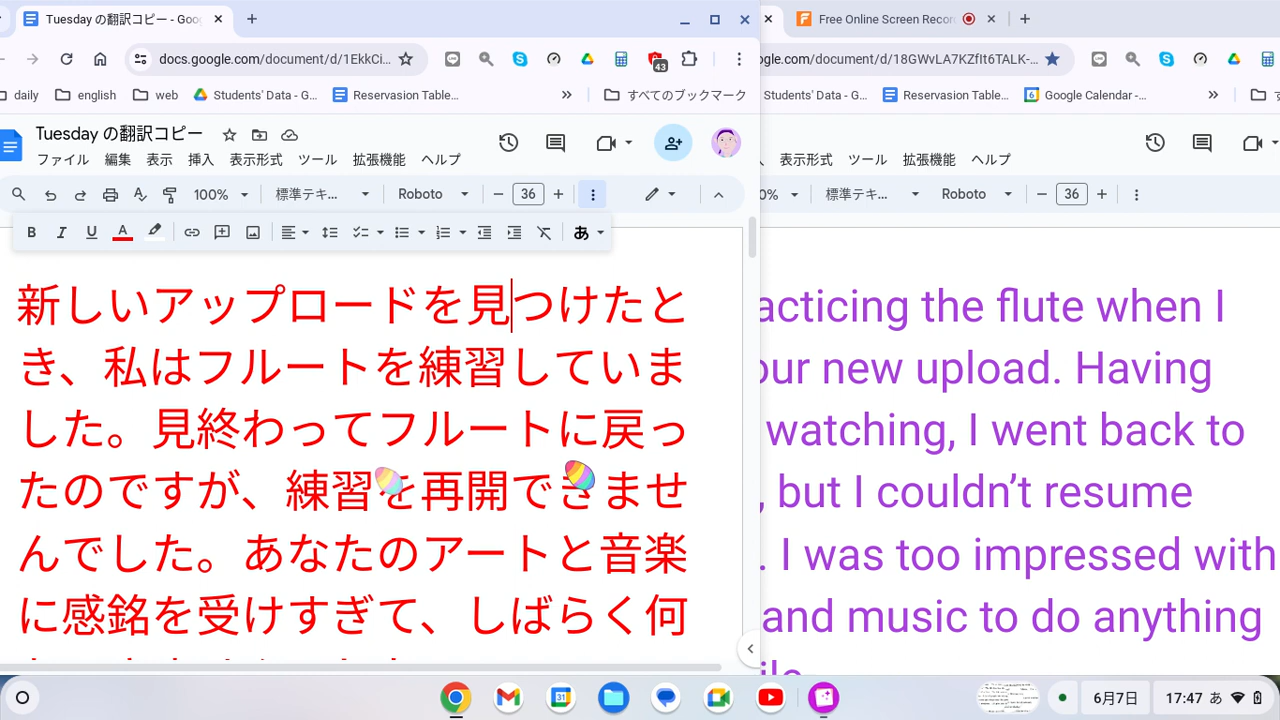 Tuesday の翻訳コピー - Goo
Free Online Screen Recor
docs.google.com/document/d/1EkkCi...
gle.com/document/d/18GWvLA7KZfIt6TALK-...
43
daily
english
web
Students' Data - G...
Reservasion Table...
すべてのブックマーク
Students' Data - G...
Reservasion Table...
Google Calendar -...
Tuesday の翻訳コピー
ファイル 編集 表示 挿入 表示形式 ツール 拡張機能 ヘルプ
表示形式 ツール 拡張機能 ヘルプ
100% 標準テキ... Roboto 36
0% 標準テキ... Roboto 36
B I U A あ
新しいアップロードを見つけたと
き、私はフルートを練習していま
した。見終わってフルートに戻っ
たのですが、練習を再開できませ
んでした。あなたのアートと音楽
に感銘を受けすぎて、しばらく何
acticing the flute when I
our new upload. Having
watching, I went back to
, but I couldn’t resume
. I was too impressed with
and music to do anything
ile
31
6月7日
17:47 あ